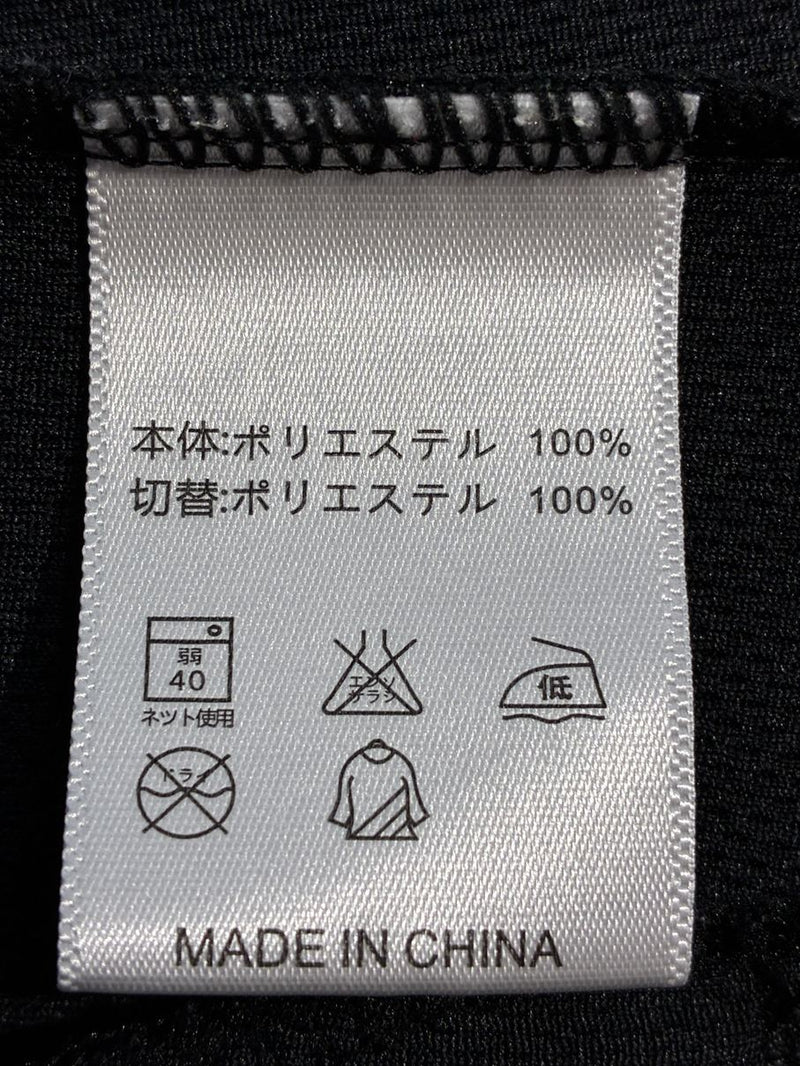 本体:ポリエステル 100%
切替:ポリエステル 100%
弱
40
ネット使用
エンソ
サラシ
低
ドライ
MADE IN CHINA